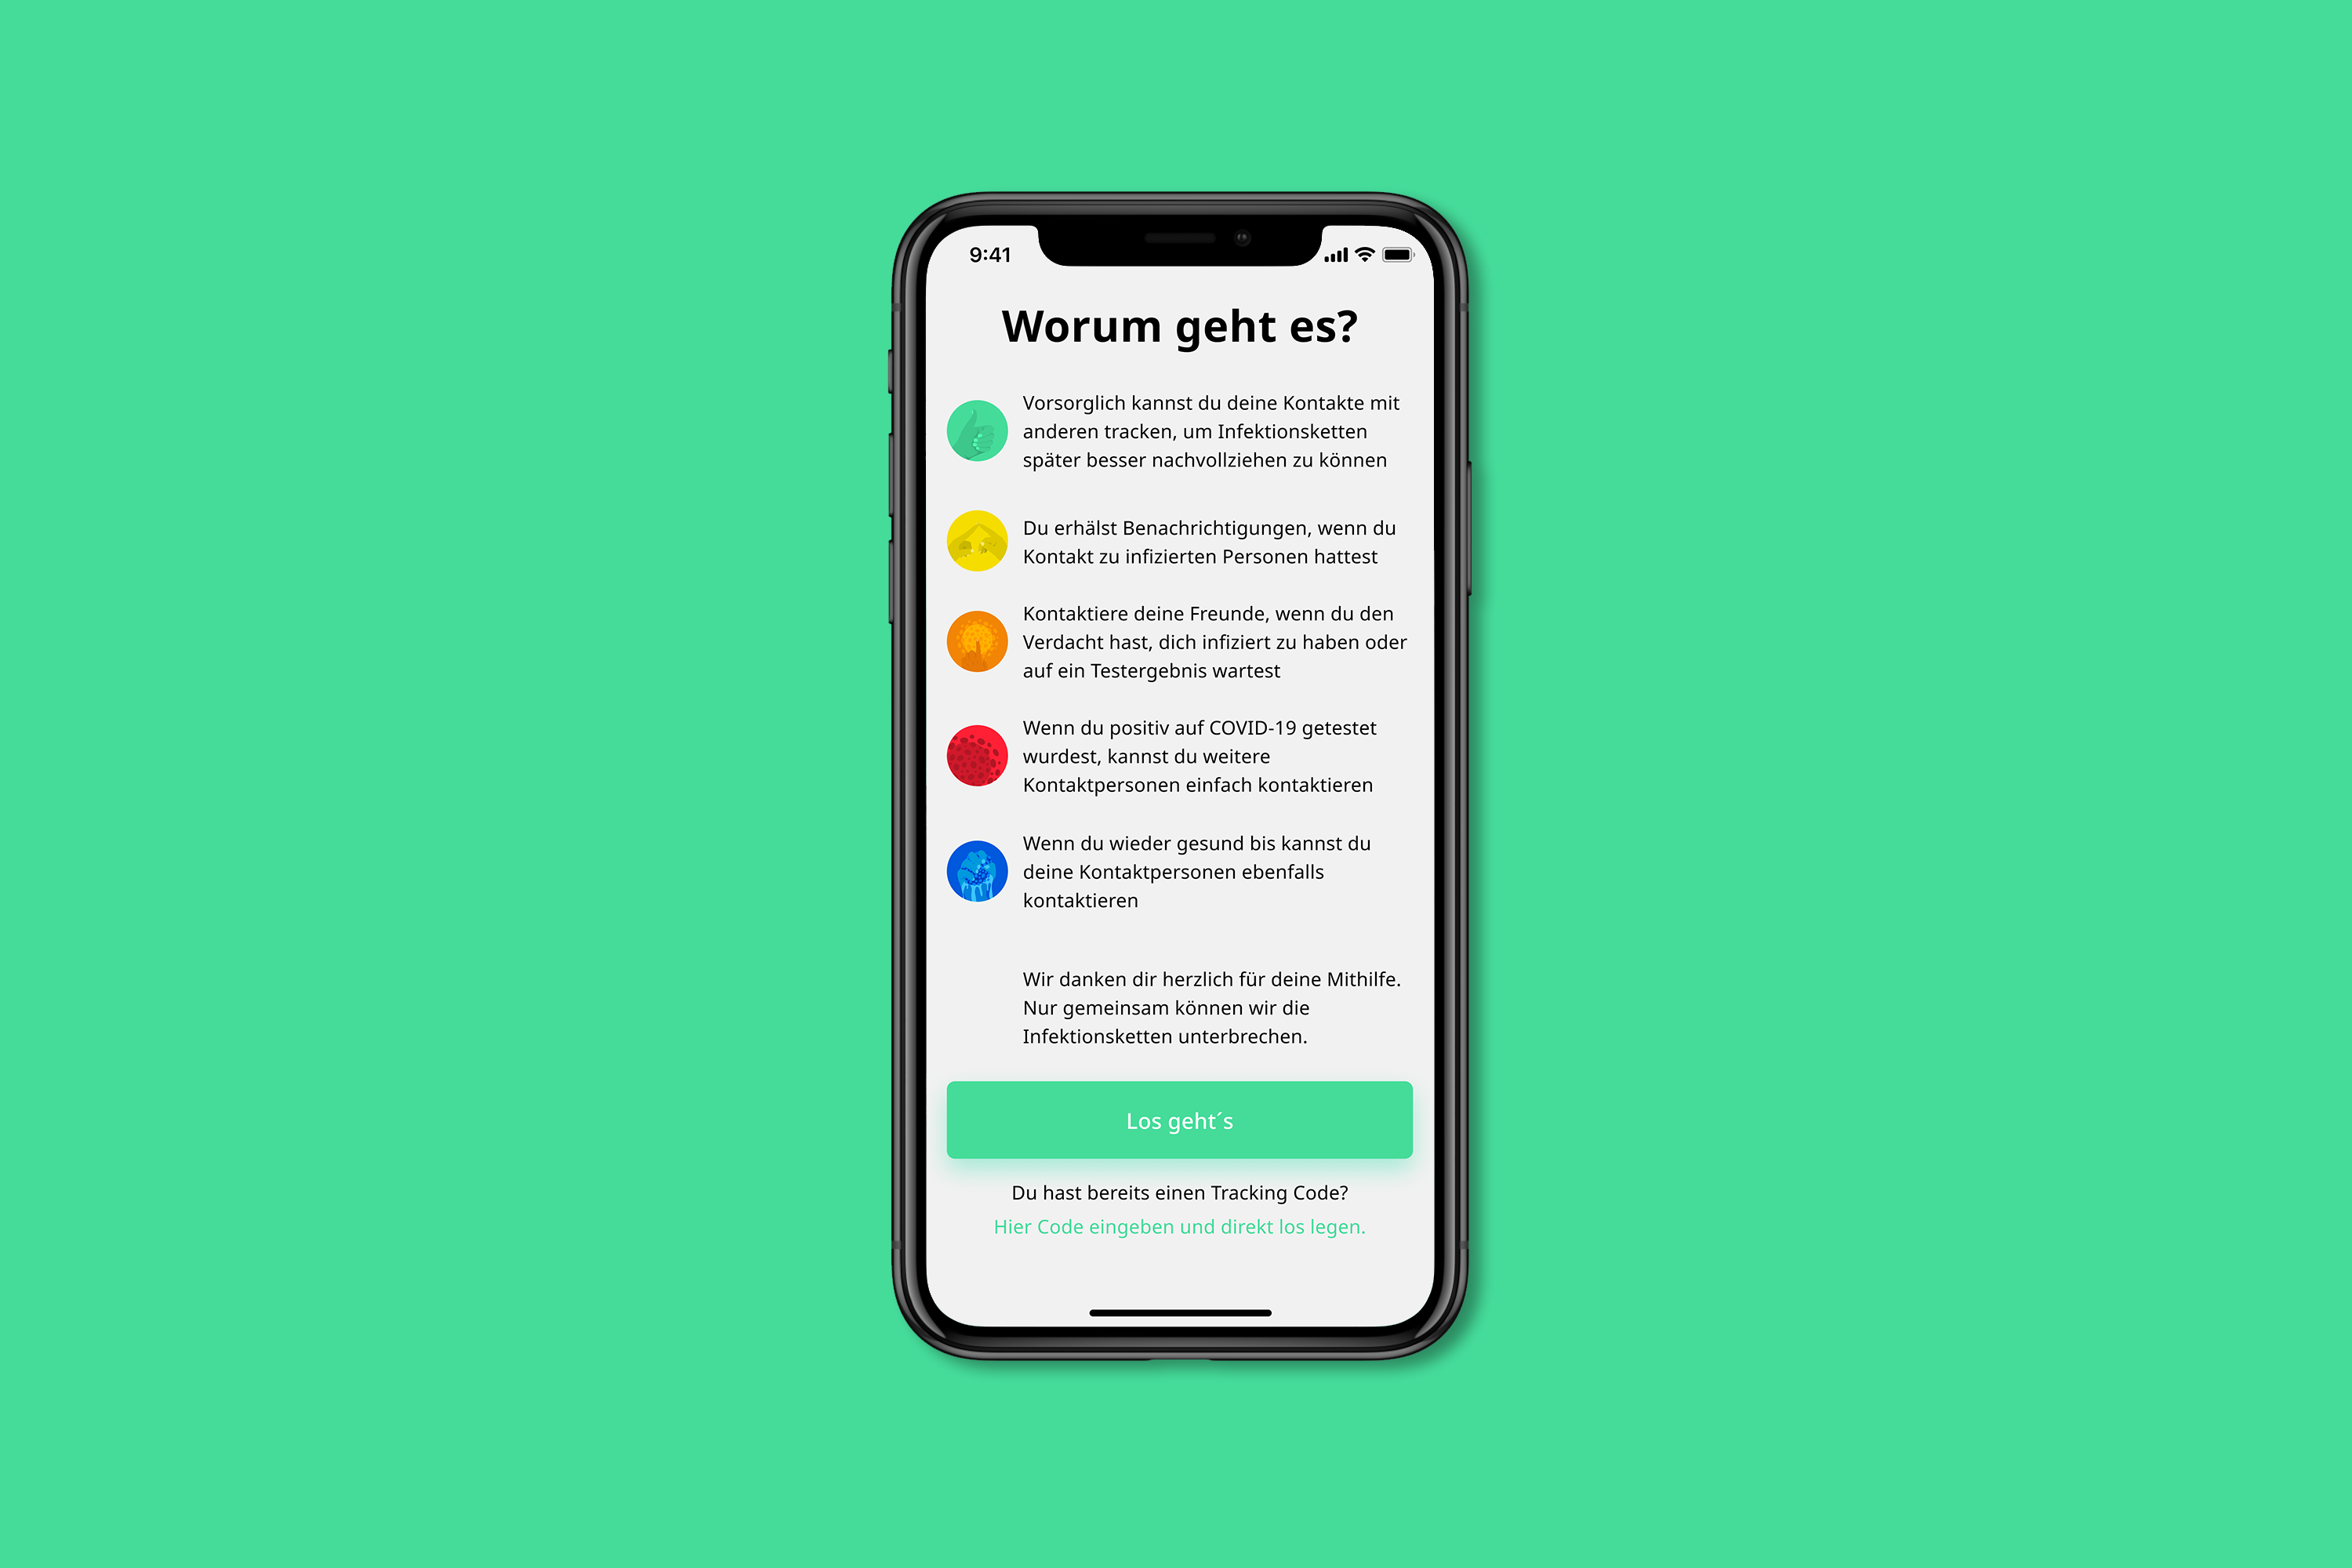 9:41
Worum geht es?
Vorsorglich kannst du deine Kontakte mit
anderen tracken, um Infektionsketten
später besser nachvollziehen zu können
Du erhälst Benachrichtigungen, wenn du
Kontakt zu infizierten Personen hattest
Kontaktiere deine Freunde, wenn du den
Verdacht hast, dich infiziert zu haben oder
auf ein Testergebnis wartest
Wenn du positiv auf COVID-19 getestet
wurdest, kannst du weitere
Kontaktpersonen einfach kontaktieren
Wenn du wieder gesund bis kannst du
deine Kontaktpersonen ebenfalls
kontaktieren
Wir danken dir herzlich für deine Mithilfe.
Nur gemeinsam können wir die
Infektionsketten unterbrechen.
Los geht´s
Du hast bereits einen Tracking Code?
Hier Code eingeben und direkt los legen.